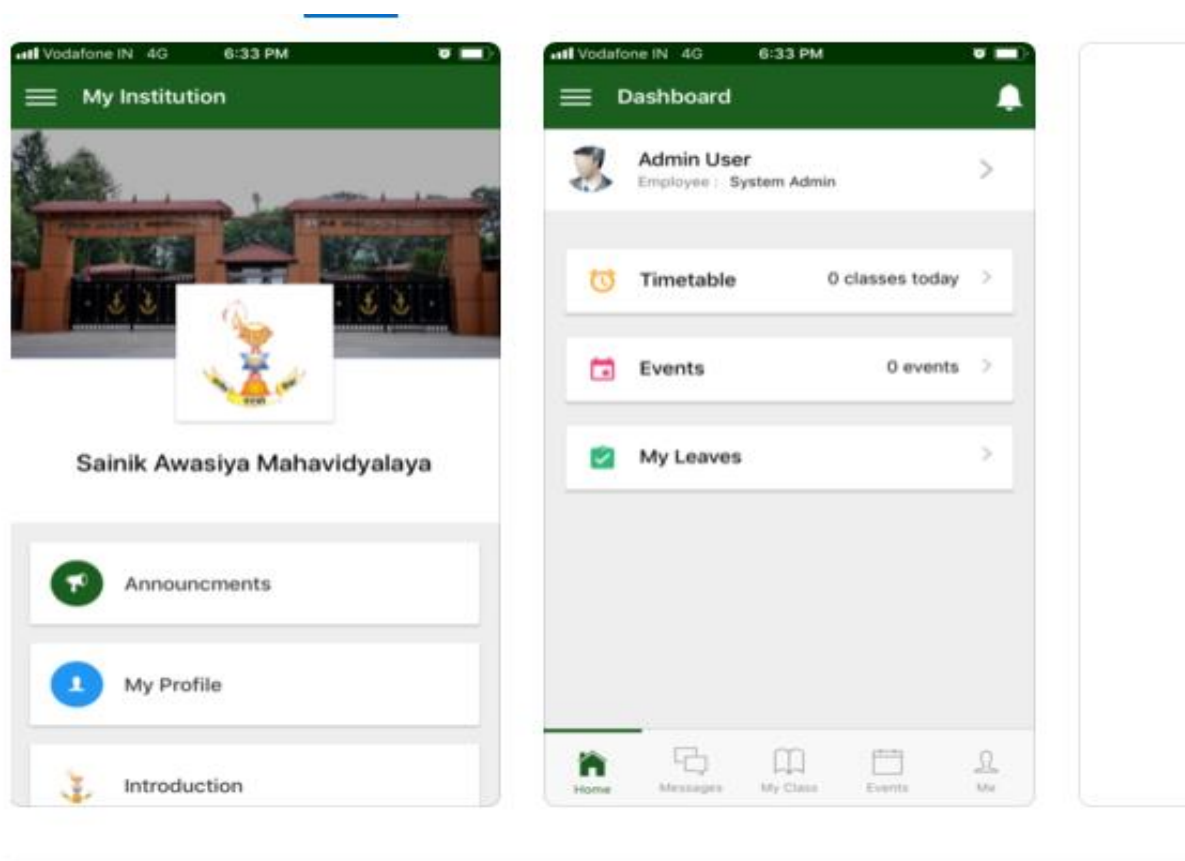 Vodafone IN 4G 6:33 PM
My Institution
Sainik Awasiya Mahavidyalaya
Announcments
My Profile
Introduction
Vodafone IN 4G 6:33 PM
Dashboard
Admin User
Employee : System Admin
Timetable 0 classes today
Events 0 events
My Leaves
Home Messages My Class Events Me